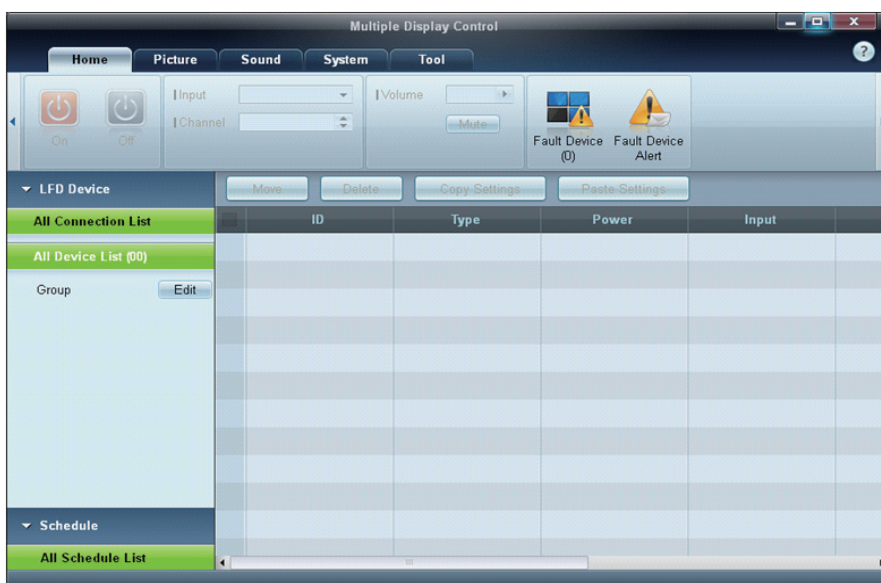 Multiple Display Control
Home Picture Sound System Tool
Input
Channel
On Off
Volume
Mute
Fault Device (0)
Fault Device Alert
LFD Device
Move Delete Copy Settings Paste Settings
All Connection List
ID Type Power Input
All Device List (00)
Group Edit
Schedule
All Schedule List